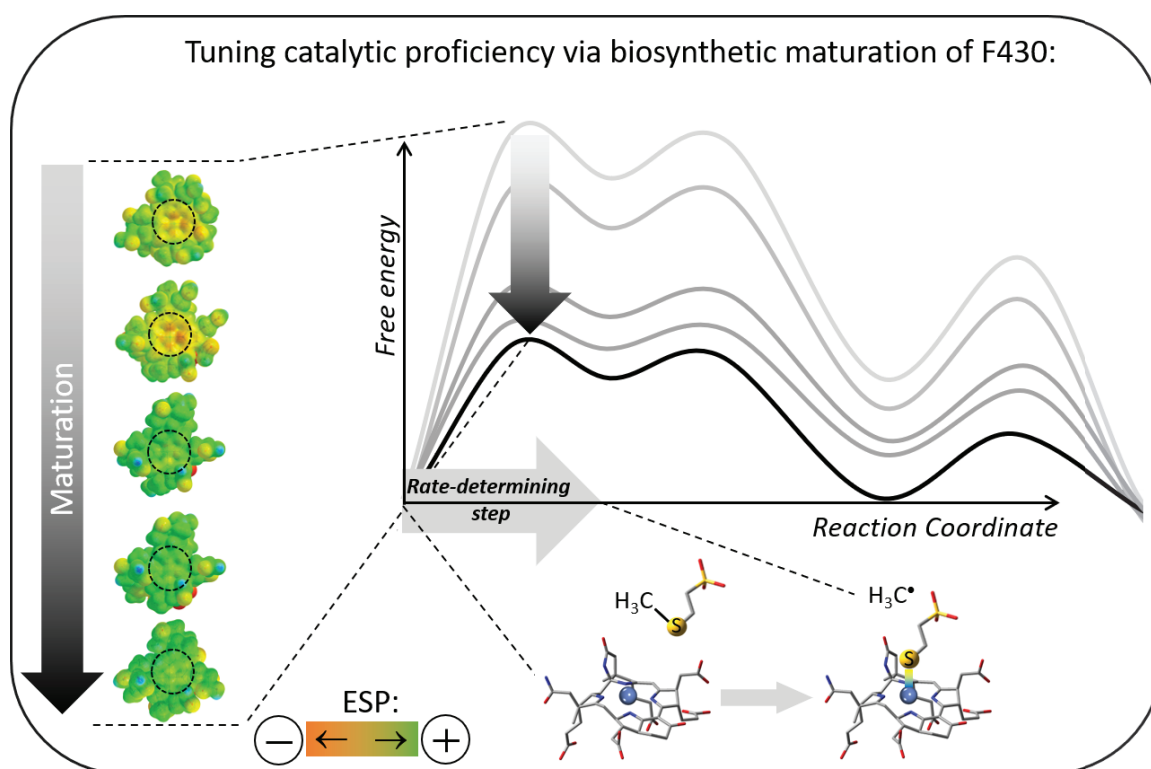 Tuning catalytic proficiency via biosynthetic maturation of F430:
Maturation
Free energy
Rate-determining
step
Reaction Coordinate
H₃C
S
H₃C•
S
ESP:
− ← → +